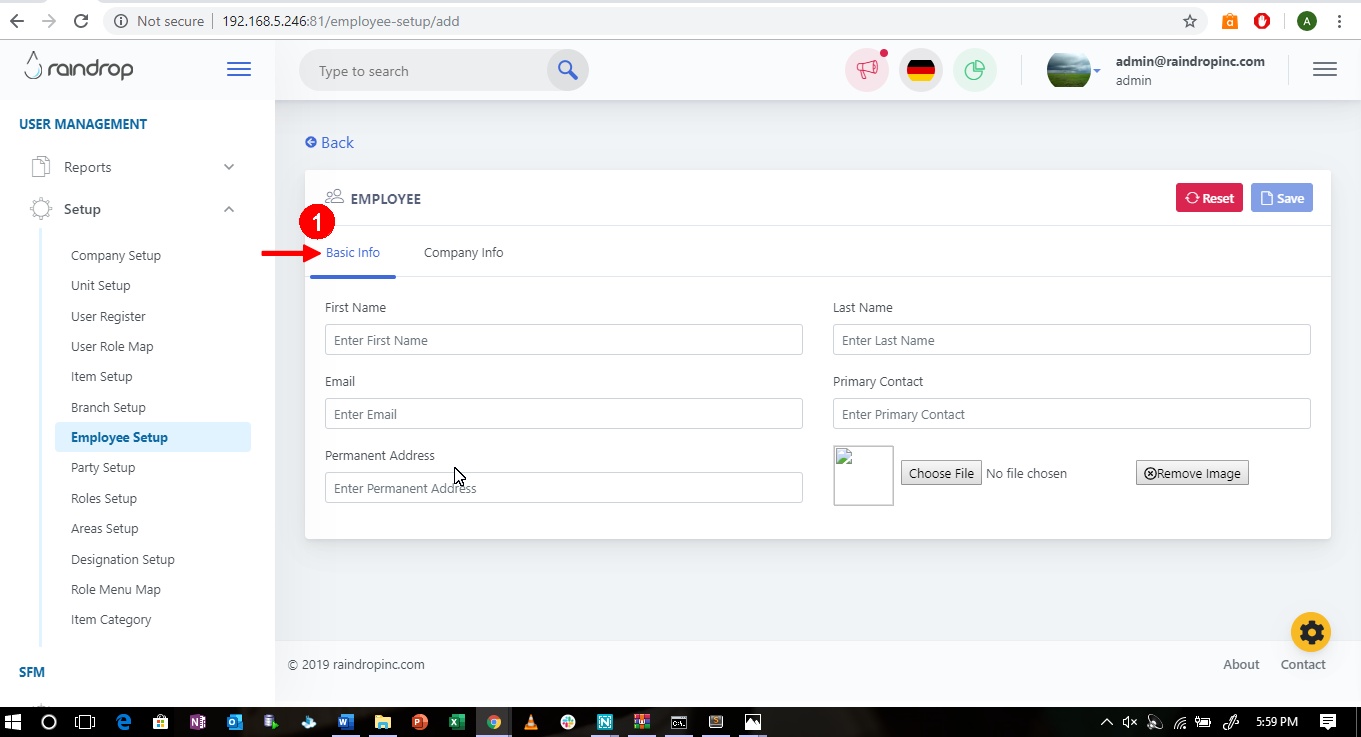 Not secure | 192.168.5.246:81/employee-setup/add
A
raindrop
Type to search
admin@raindropinc.com
admin
USER MANAGEMENT
Reports
Setup
Company Setup
Unit Setup
User Register
User Role Map
Item Setup
Branch Setup
Employee Setup
Party Setup
Roles Setup
Areas Setup
Designation Setup
Role Menu Map
Item Category
SFM
Back
EMPLOYEE
Reset
Save
1
Basic Info
Company Info
First Name
Last Name
Enter First Name
Enter Last Name
Email
Primary Contact
Enter Email
Enter Primary Contact
Permanent Address
Enter Permanent Address
Choose File No file chosen
Remove Image
© 2019 raindropinc.com
About
Contact
5:59 PM